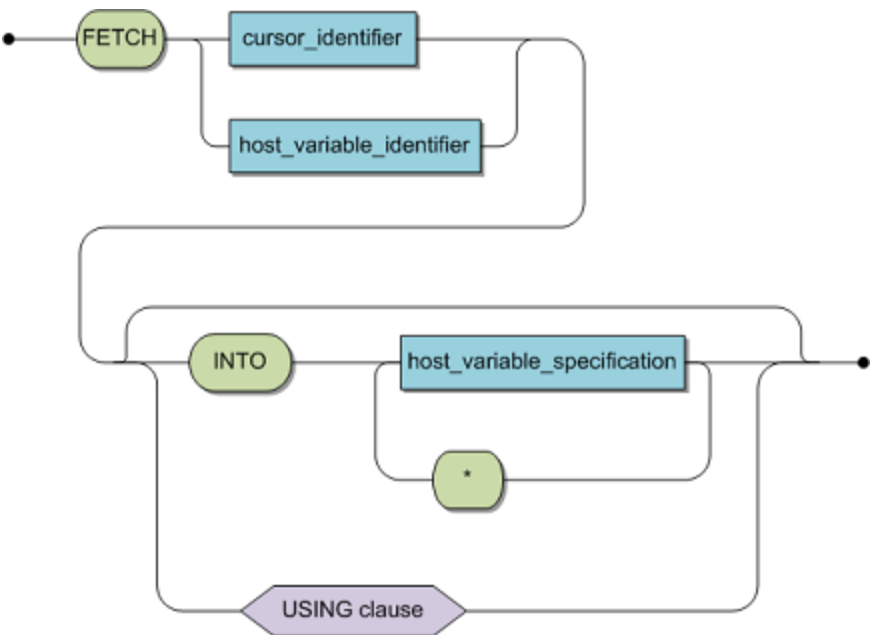 FETCH
cursor_identifier
host_variable_identifier
INTO
host_variable_specification
*
USING clause